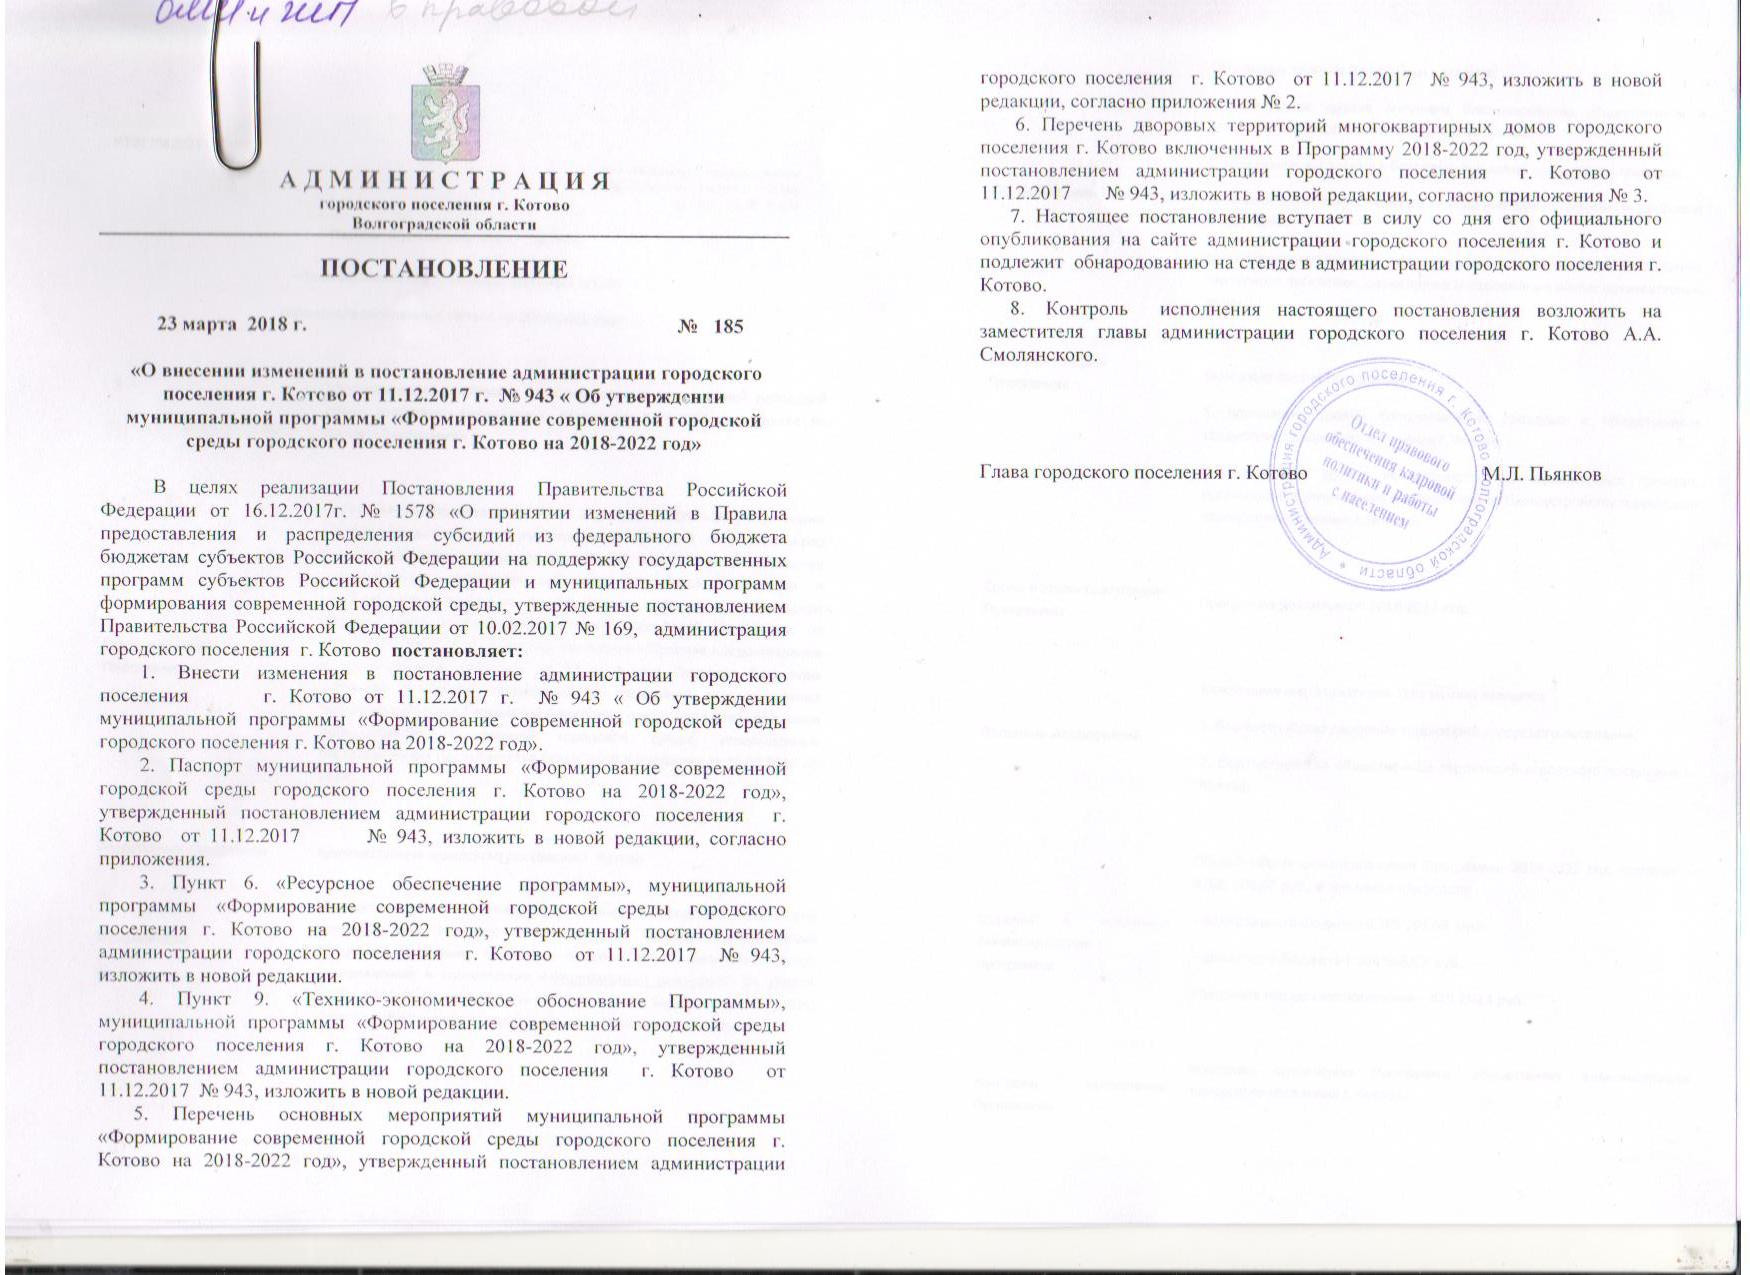 в правовой
АДМИНИСТРАЦИЯ
городского поселения г. Котово
Волгоградской области
ПОСТАНОВЛЕНИЕ
23 марта 2018 г. № 185
«О внесении изменений в постановление администрации городского
поселения г. Котово от 11.12.2017 г. № 943 « Об утверждении
муниципальной программы «Формирование современной городской
среды городского поселения г. Котово на 2018-2022 год»
В целях реализации Постановления Правительства Российской
Федерации от 16.12.2017г. № 1578 «О принятии изменений в Правила
предоставления и распределения субсидий из федерального бюджета
бюджетам субъектов Российской Федерации на поддержку государственных
программ субъектов Российской Федерации и муниципальных программ
формирования современной городской среды, утвержденные постановлением
Правительства Российской Федерации от 10.02.2017 № 169, администрация
городского поселения г. Котово постановляет:
1. Внести изменения в постановление администрации городского
поселения г. Котово от 11.12.2017 г. № 943 « Об утверждении
муниципальной программы «Формирование современной городской среды
городского поселения г. Котово на 2018-2022 год».
2. Паспорт муниципальной программы «Формирование современной
городской среды городского поселения г. Котово на 2018-2022 год»,
утвержденный постановлением администрации городского поселения г.
Котово от 11.12.2017 № 943, изложить в новой редакции, согласно
приложения.
3. Пункт 6. «Ресурсное обеспечение программы», муниципальной
программы «Формирование современной городской среды городского
поселения г. Котово на 2018-2022 год», утвержденный постановлением
администрации городского поселения г. Котово от 11.12.2017 № 943,
изложить в новой редакции.
4. Пункт 9. «Технико-экономическое обоснование Программы»,
муниципальной программы «Формирование современной городской среды
городского поселения г. Котово на 2018-2022 год», утвержденный
постановлением администрации городского поселения г. Котово от
11.12.2017 № 943, изложить в новой редакции.
5. Перечень основных мероприятий муниципальной программы
«Формирование современной городской среды городского поселения г.
Котово на 2018-2022 год», утвержденный постановлением администрации
городского поселения г. Котово от 11.12.2017 № 943, изложить в новой
редакции, согласно приложения № 2.
6. Перечень дворовых территорий многоквартирных домов городского
поселения г. Котово включенных в Программу 2018-2022 год, утвержденный
постановлением администрации городского поселения г. Котово от
11.12.2017 № 943, изложить в новой редакции, согласно приложения № 3.
7. Настоящее постановление вступает в силу со дня его официального
опубликования на сайте администрации городского поселения г. Котово и
подлежит обнародованию на стенде в администрации городского поселения г.
Котово.
8. Контроль исполнения настоящего постановления возложить на
заместителя главы администрации городского поселения г. Котово А.А.
Смолянского.
Глава городского поселения г. Котово М.Л. Пьянков
Администрация городского поселения г. Котово Волгоградской области
Отдел правового
обеспечения кадровой
политики и работы
с населением